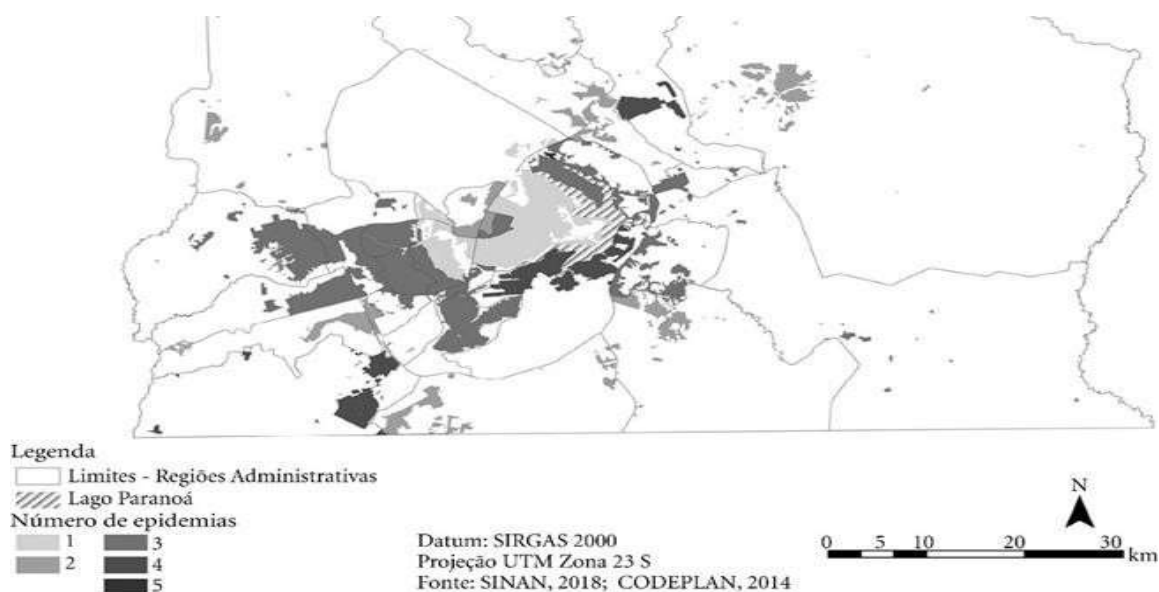 Legenda
Limites - Regiões Administrativas
Lago Paranoá
Número de epidemias
1 3
2 4
5
Datum: SIRGAS 2000
Projeção UTM Zona 23 S
Fonte: SINAN, 2018; CODEPLAN, 2014
N
0 5 10 20 30 km